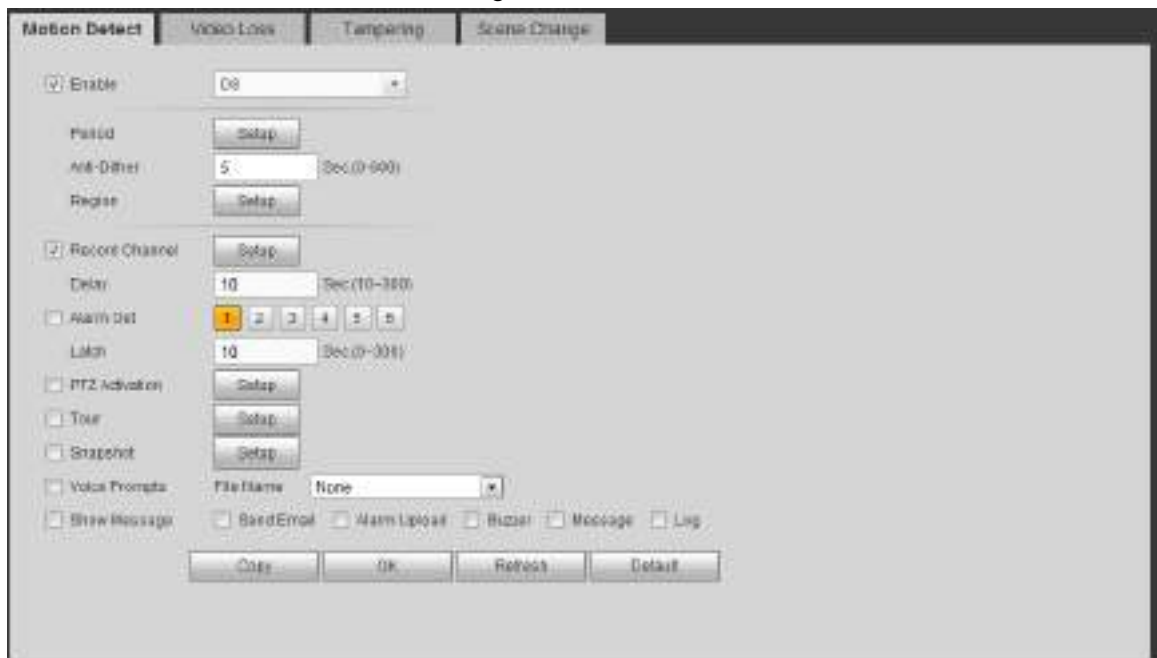 Motion Detect Video Loss Tampering Scene Change
Enable D8
Period Setup
Anti-Dither 5 Sec.(0-600)
Region Setup
Record Channel Setup
Delay 10 Sec.(10~300)
Alarm Out 1 2 3 4 5 6
Latch 10 Sec.(0~300)
PTZ Activation Setup
Tour Setup
Snapshot Setup
Voice Prompts File Name None
Show Message Send Email Alarm Upload Buzzer Message Log
Copy OK Refresh Default